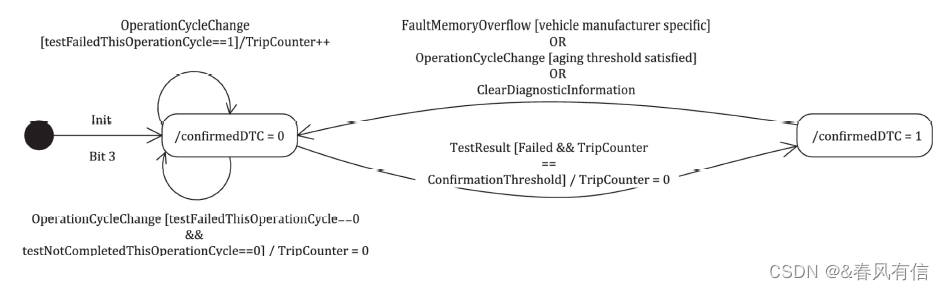 OperationCycleChange
[testFailedThisOperationCycle==1]/TripCounter++
FaultMemoryOverflow [vehicle manufacturer specific]
OR
OperationCycleChange [aging threshold satisfied]
OR
ClearDiagnosticInformation
Init
Bit 3
/confirmedDTC = 0
/confirmedDTC = 1
TestResult [Failed && TripCounter
==
ConfirmationThreshold] / TripCounter = 0
OperationCycleChange [testFailedThisOperationCycle==0
&&
testNotCompletedThisOperationCycle==0] / TripCounter = 0
CSDN @&春风有信